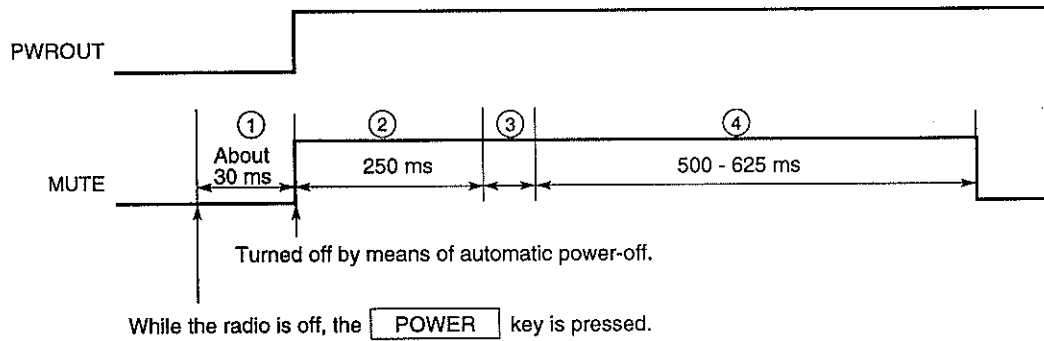 PWROUT
① ② ③ ④
About
30 ms
250 ms
500 - 625 ms
MUTE
Turned off by means of automatic power-off.
While the radio is off, the POWER key is pressed.